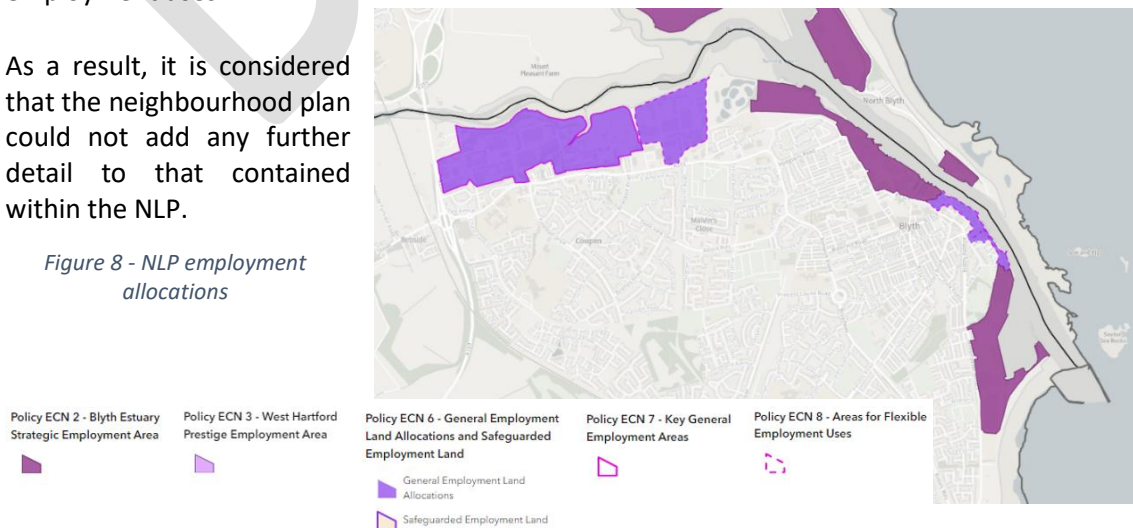 As a result, it is considered
that the neighbourhood plan
could not add any further
detail to that contained
within the NLP.
Figure 8 - NLP employment
allocations
Mount
Pleasant Farm
North Blyth
Cowpen
Blyth
Bebside
Policy ECN 2 - Blyth Estuary
Strategic Employment Area
Policy ECN 3 - West Hartford
Prestige Employment Area
Policy ECN 6 - General Employment
Land Allocations and Safeguarded
Employment Land
General Employment Land
Allocations
Safeguarded Employment Land
Policy ECN 7 - Key General
Employment Areas
Policy ECN 8 - Areas for Flexible
Employment Uses